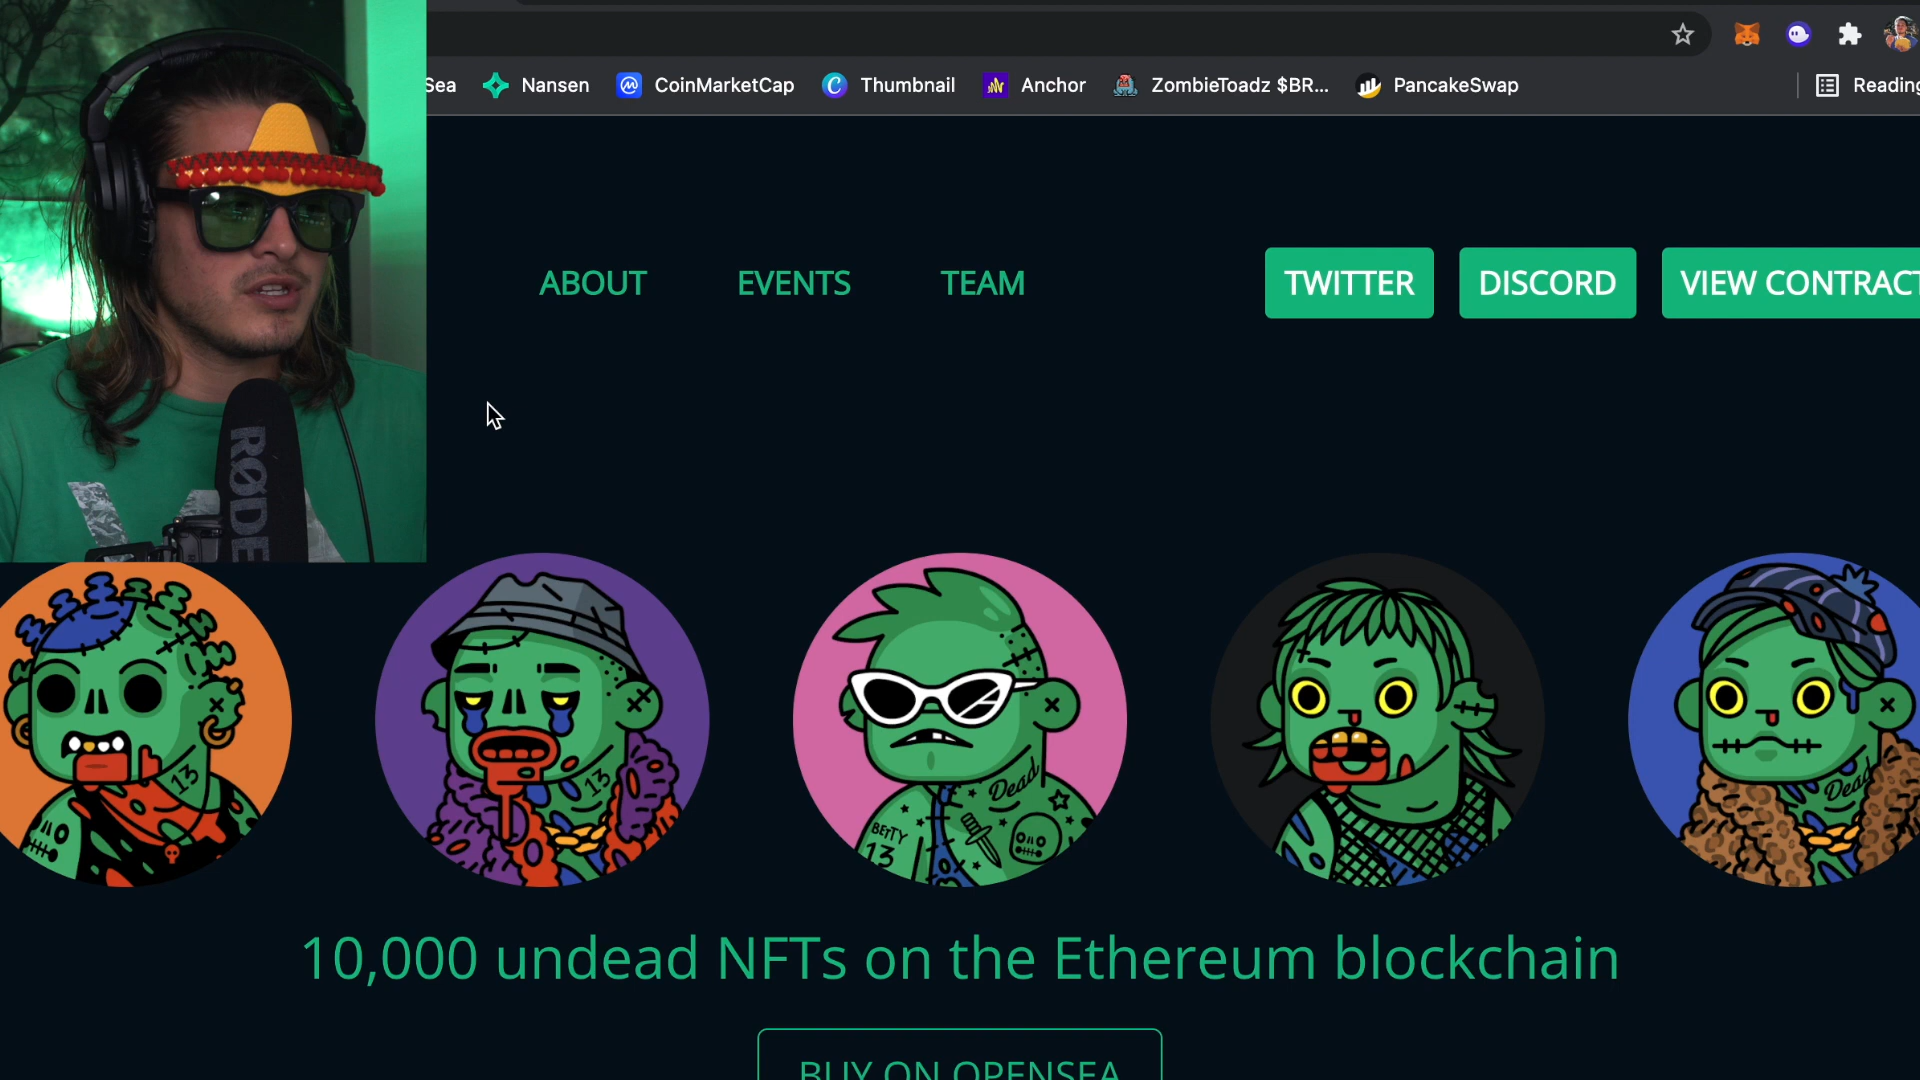 Sea Nansen CoinMarketCap Thumbnail Anchor ZombieToadz $BR... PancakeSwap Reading
ABOUT EVENTS TEAM TWITTER DISCORD VIEW CONTRACT
RØDE
13
13
BETTY
13
Dead
Dead
10,000 undead NFTs on the Ethereum blockchain
BUY ON OPENSEA